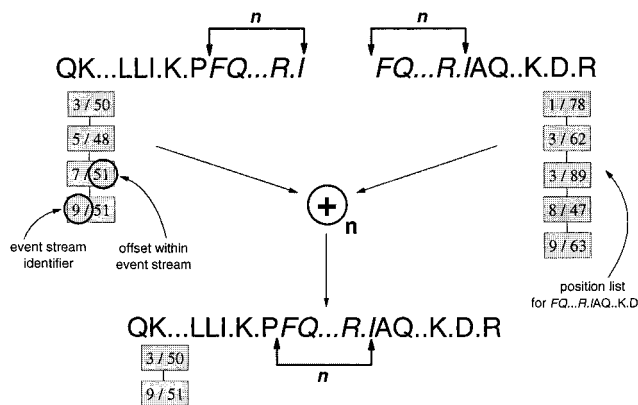 n
n
QK...LLI.K.PFQ...R.I
FQ...R.IAQ..K.D.R
3 / 50
5 / 48
7 / 51
9 / 51
1 / 78
3 / 62
3 / 89
8 / 47
9 / 63
+
n
event stream
identifier
offset within
event stream
position list
for FQ...R.IAQ..K.D
QK...LLI.K.PFQ...R.IAQ..K.D.R
n
3 / 50
9 / 51